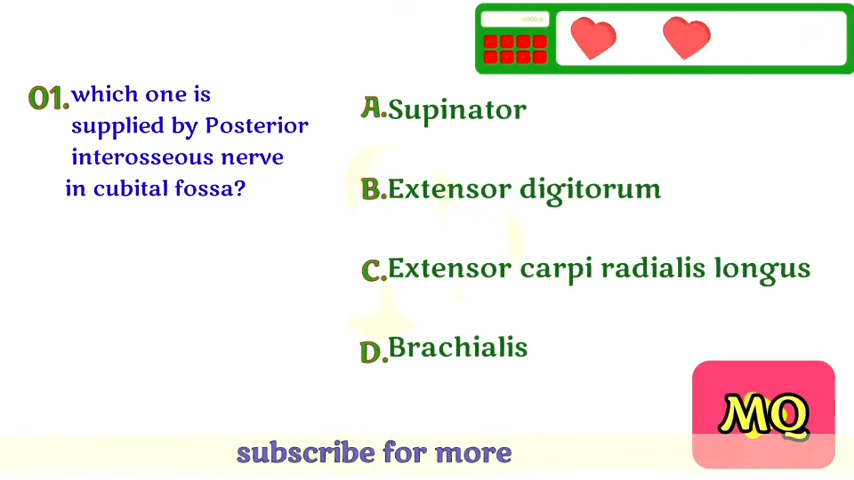 01. which one is
supplied by Posterior
interosseous nerve
in cubital fossa?
A. Supinator
B. Extensor digitorum
C. Extensor carpi radialis longus
D. Brachialis
MQ
subscribe for more